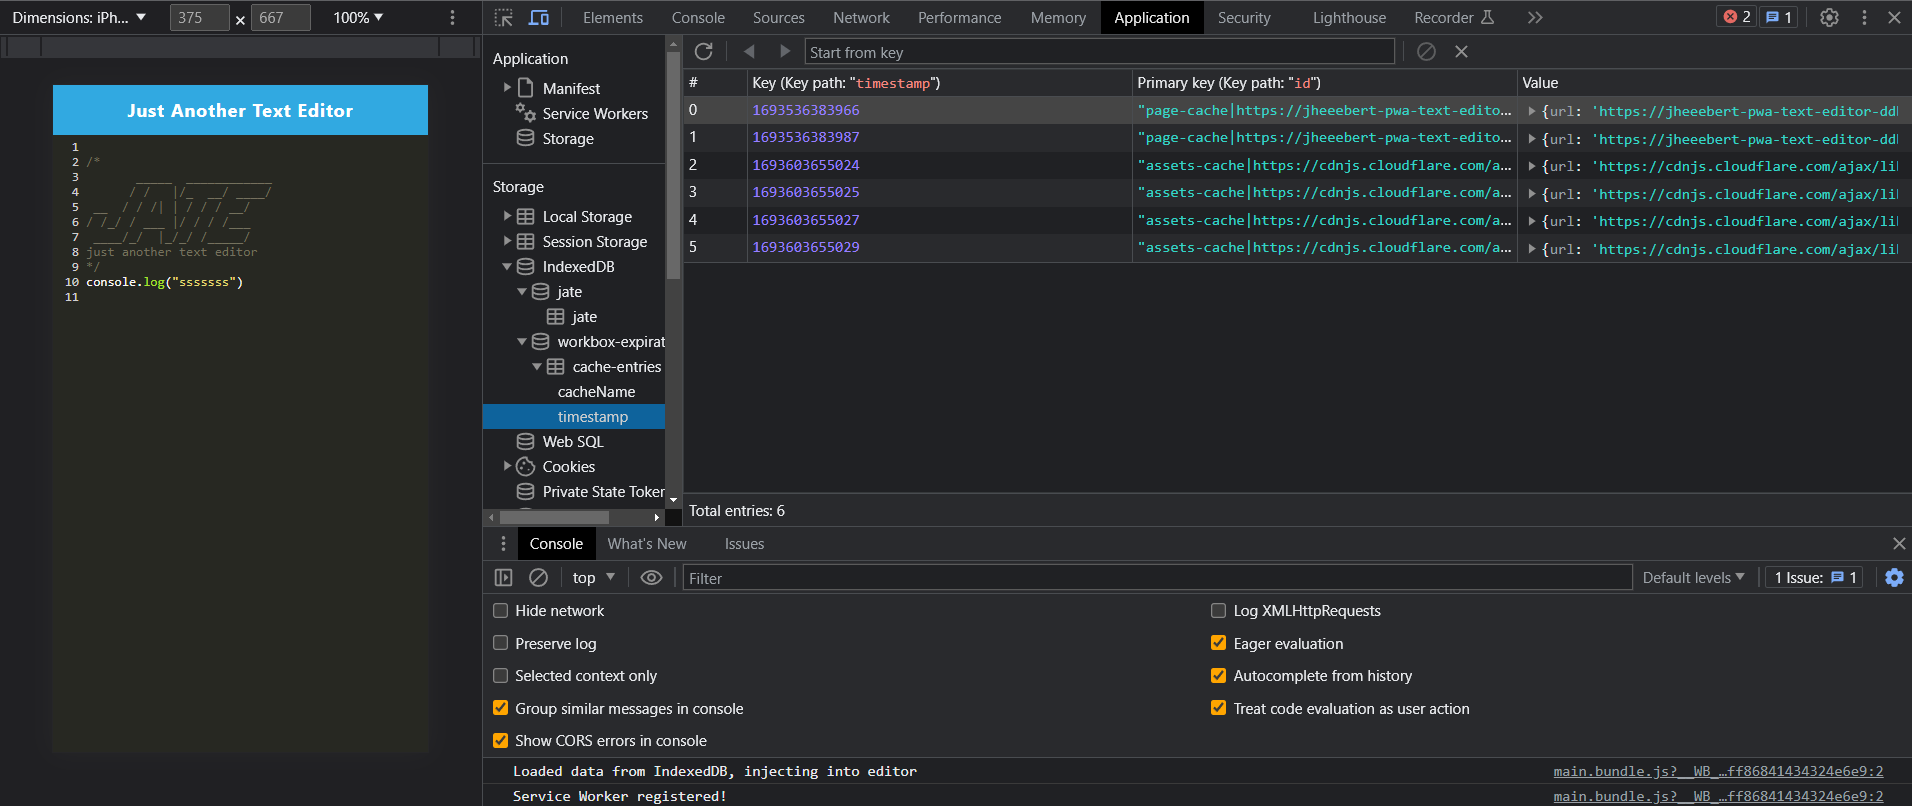 Dimensions: iPh... ▼ 375 × 667 100% ▼
Elements Console Sources Network Performance Memory Application Security Lighthouse Recorder » 2 1
Just Another Text Editor
1
2 /*
3      _____  ____________
4      / /   |/_  __/ ____/
5 __  / / /| | / / / __/
6 / /_/ / ___ |/ / / /___
7 ____/_/  |_/_/ /_____/
8 just another text editor
9 */
10 console.log("sssssss")
11
Application
Manifest
Service Workers
Storage
Storage
Local Storage
Session Storage
IndexedDB
jate
jate
workbox-expirat
cache-entries
cacheName
timestamp
Web SQL
Cookies
Private State Token
Start from key
# Key (Key path: "timestamp") Primary key (Key path: "id") Value
0 1693536383966 "page-cache|https://jheeebert-pwa-text-edito... {url: 'https://jheeebert-pwa-text-editor-dd
1 1693536383987 "page-cache|https://jheeebert-pwa-text-edito... {url: 'https://jheeebert-pwa-text-editor-dd
2 1693603655024 "assets-cache|https://cdnjs.cloudflare.com/a... {url: 'https://cdnjs.cloudflare.com/ajax/li
3 1693603655025 "assets-cache|https://cdnjs.cloudflare.com/a... {url: 'https://cdnjs.cloudflare.com/ajax/li
4 1693603655027 "assets-cache|https://cdnjs.cloudflare.com/a... {url: 'https://cdnjs.cloudflare.com/ajax/li
5 1693603655029 "assets-cache|https://cdnjs.cloudflare.com/a... {url: 'https://cdnjs.cloudflare.com/ajax/li
Total entries: 6
Console What's New Issues
top ▼ Filter Default levels ▼ 1 Issue: 1
Hide network
Log XMLHttpRequests
Preserve log
Eager evaluation
Selected context only
Autocomplete from history
Group similar messages in console
Treat code evaluation as user action
Show CORS errors in console
Loaded data from IndexedDB, injecting into editor main.bundle.js?__WB_…ff86841434324e6e9:2
Service Worker registered! main.bundle.js?__WB_…ff86841434324e6e9:2